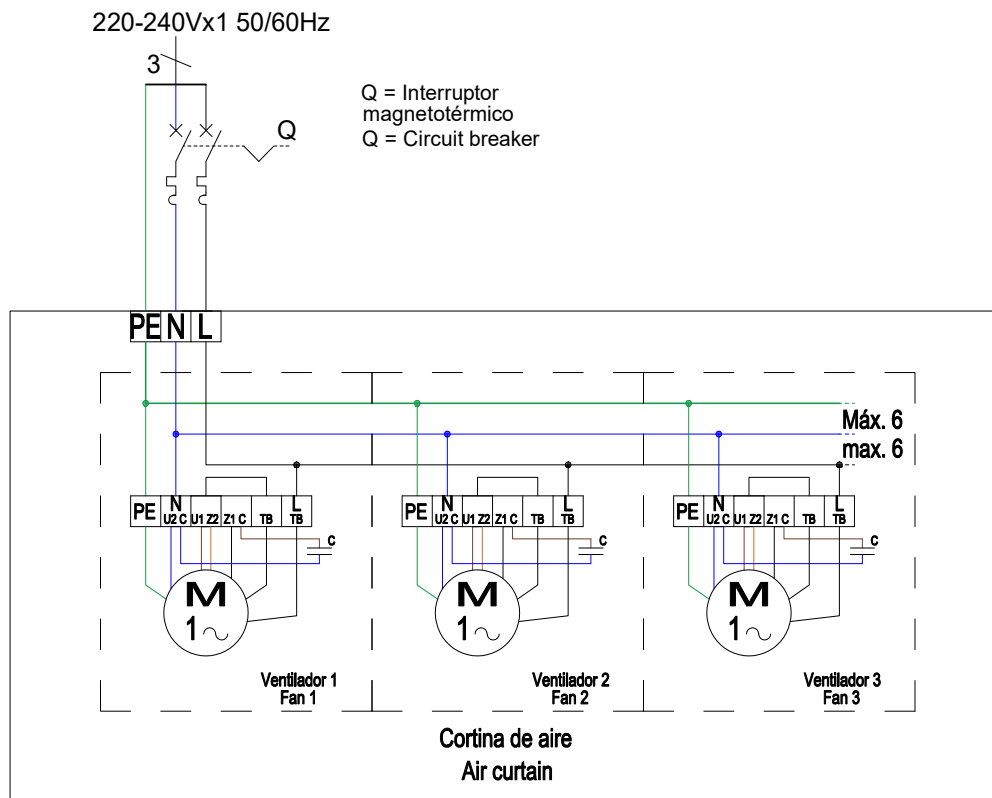 220-240Vx1 50/60Hz
3
Q = Interruptor
magnetotérmico
Q = Circuit breaker
Q
PE N L
Máx. 6
max. 6
PE N U2 C U1 Z2 Z1 C TB L TB
PE N U2 C U1 Z2 Z1 C TB L TB
PE N U2 C U1 Z2 Z1 C TB L TB
C
C
C
M
1
M
1
M
1
Ventilador 1
Fan 1
Ventilador 2
Fan 2
Ventilador 3
Fan 3
Cortina de aire
Air curtain